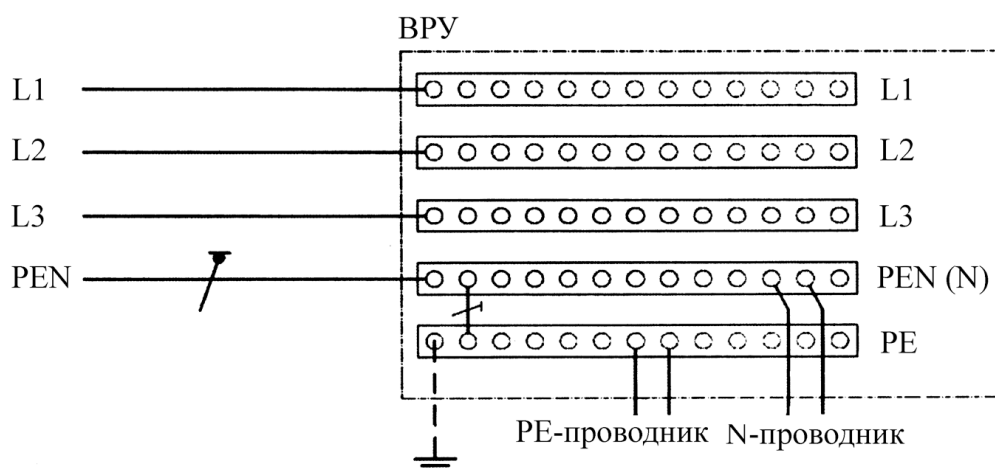 ВРУ
L1 L1
L2 L2
L3 L3
PEN PEN (N)
PE
PE-проводник N-проводник